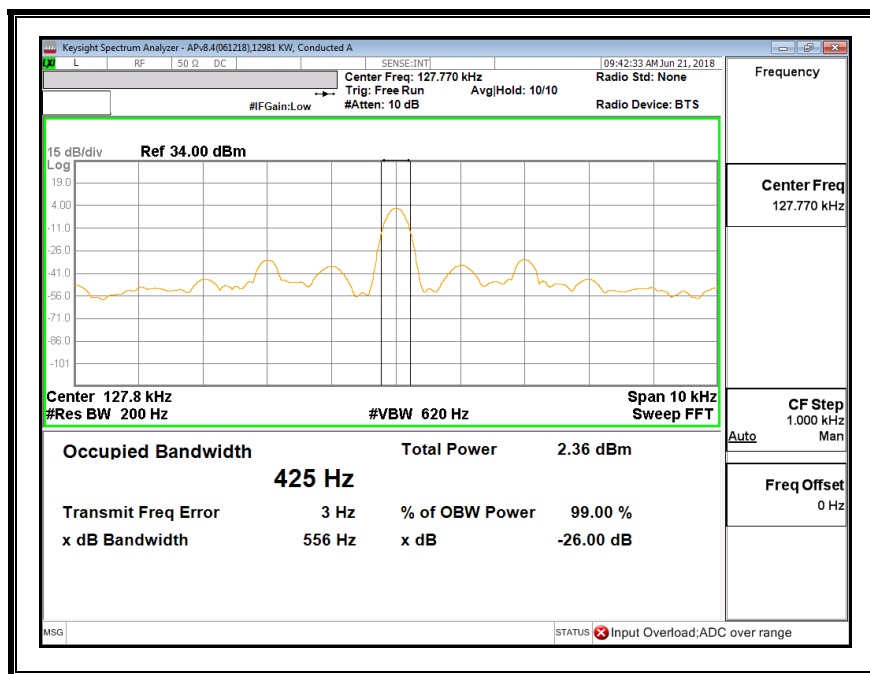 Keysight Spectrum Analyzer - APv8.4(061218),12981 KW, Conducted A
LXI L RF 50 Ω DC SENSE:INT 09:42:33 AM Jun 21, 2018
Center Freq: 127.770 kHz Radio Std: None
Trig: Free Run Avg|Hold: 10/10
#IFGain:Low #Atten: 10 dB Radio Device: BTS
Frequency
15 dB/div Ref 34.00 dBm
Log
19.0
4.00
-11.0
-26.0
-41.0
-56.0
-71.0
-86.0
-101
Center 127.8 kHz Span 10 kHz
#Res BW 200 Hz #VBW 620 Hz Sweep FFT
Center Freq
127.770 kHz
CF Step
1.000 kHz
Auto Man
Freq Offset
0 Hz
Occupied Bandwidth Total Power 2.36 dBm
425 Hz
Transmit Freq Error 3 Hz % of OBW Power 99.00 %
x dB Bandwidth 556 Hz x dB -26.00 dB
MSG STATUS Input Overload;ADC over range